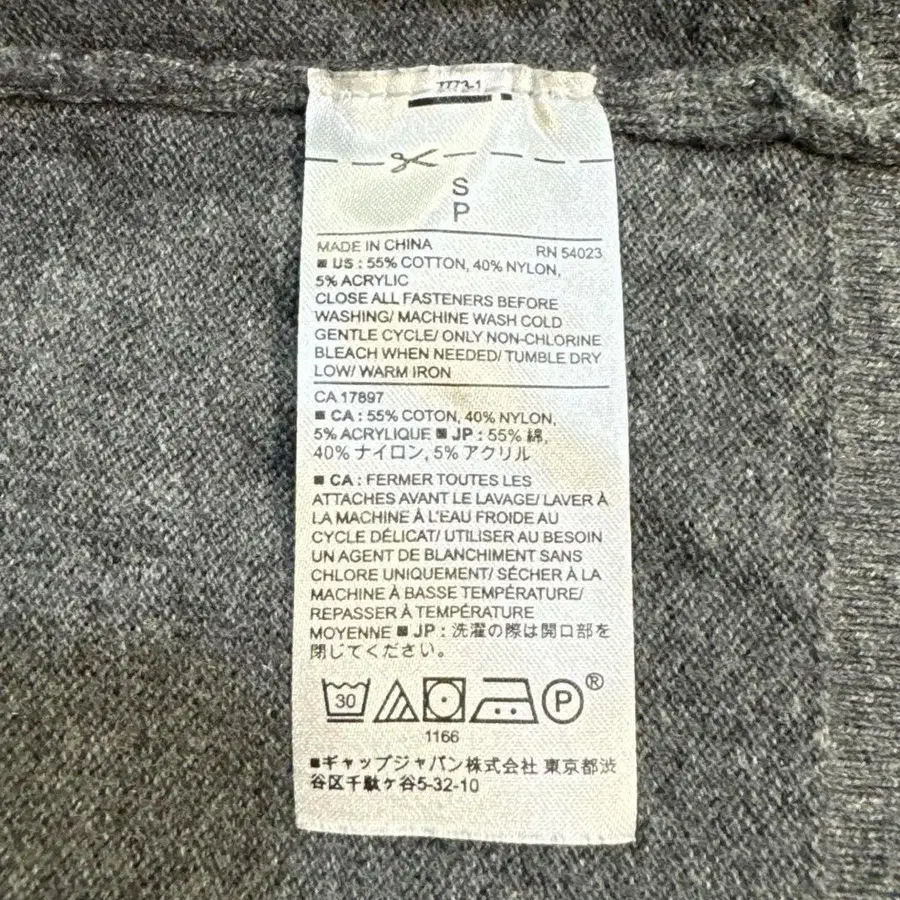 S
P
MADE IN CHINA RN 54023
■ US : 55% COTTON, 40% NYLON,
5% ACRYLIC
CLOSE ALL FASTENERS BEFORE
WASHING/ MACHINE WASH COLD
GENTLE CYCLE/ ONLY NON-CHLORINE
BLEACH WHEN NEEDED/ TUMBLE DRY
LOW/ WARM IRON
CA 17897
■ CA : 55% COTON, 40% NYLON,
5% ACRYLIQUE ■ JP : 55% 綿,
40% ナイロン, 5% アクリル
■ CA : FERMER TOUTES LES
ATTACHES AVANT LE LAVAGE/ LAVER À
LA MACHINE À L'EAU FROIDE AU
CYCLE DÉLICAT/ UTILISER AU BESOIN
UN AGENT DE BLANCHIMENT SANS
CHLORE UNIQUEMENT/ SÉCHER À LA
MACHINE À BASSE TEMPÉRATURE/
REPASSER À TEMPÉRATURE
MOYENNE ■ JP : 洗濯の際は開口部を
閉じてください。
30 P ®
1166
■ギャップジャパン株式会社 東京都渋
谷区千駄ヶ谷5-32-10